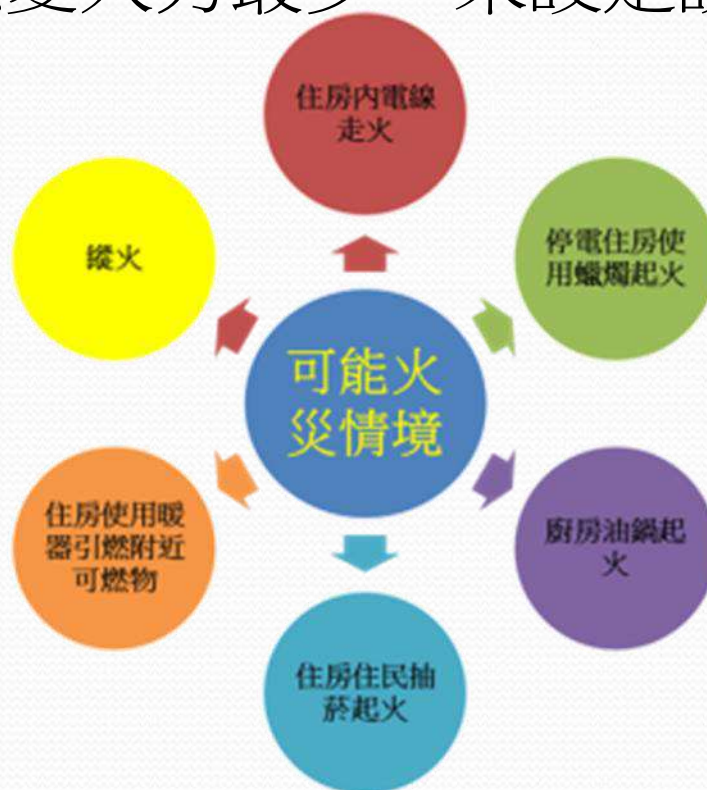 住房內電線
走火
停電住房使
用蠟燭起火
廚房油鍋起
火
住房住民抽
菸起火
住房使用暖
器引燃附近
可燃物
縱火
可能火
災情境